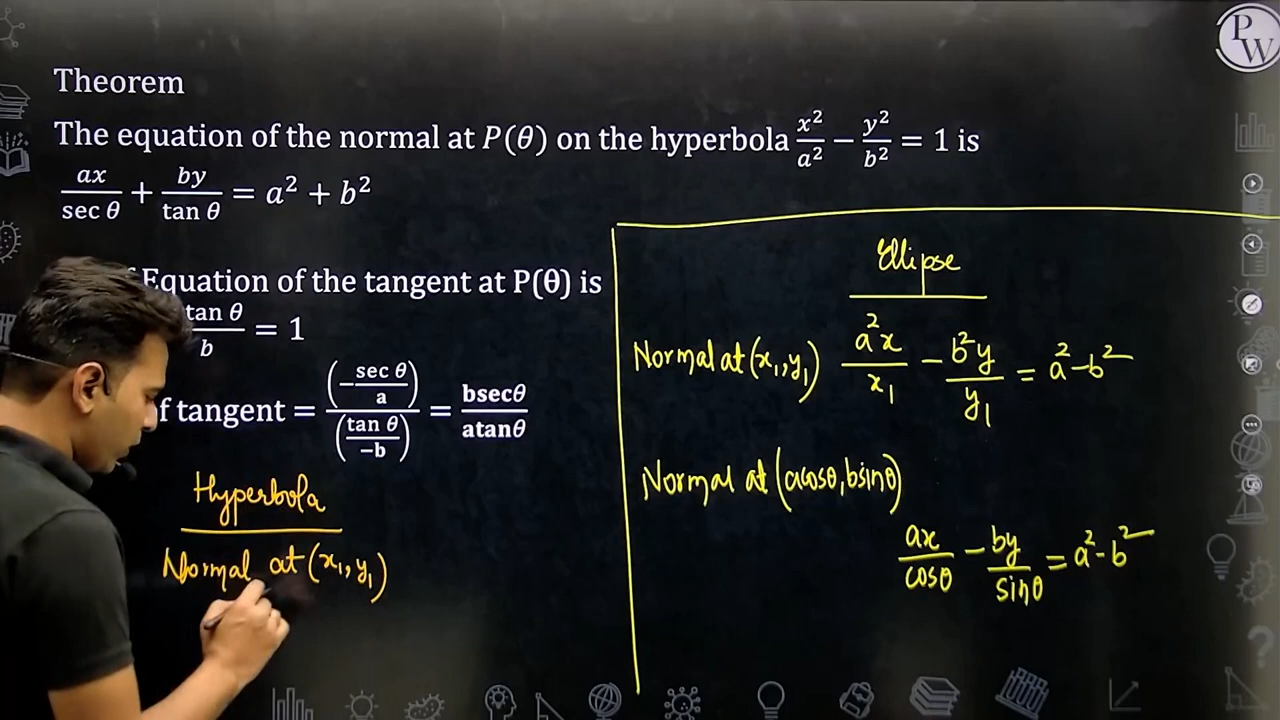 PW
Theorem
The equation of the normal at P(θ) on the hyperbola x²/a² − y²/b² = 1 is
ax/sec θ + by/tan θ = a² + b²
Equation of the tangent at P(θ) is
tan θ/b = 1
f tangent = (−sec θ/a)/(tan θ/−b) = bsecθ/atanθ
Hyperbola
Normal at (x₁, y₁)
Ellipse
Normal at (x₁, y₁) a²x/x₁ − b²y/y₁ = a² − b²
Normal at (acosθ, bsinθ)
ax/cosθ − by/sinθ = a² − b²